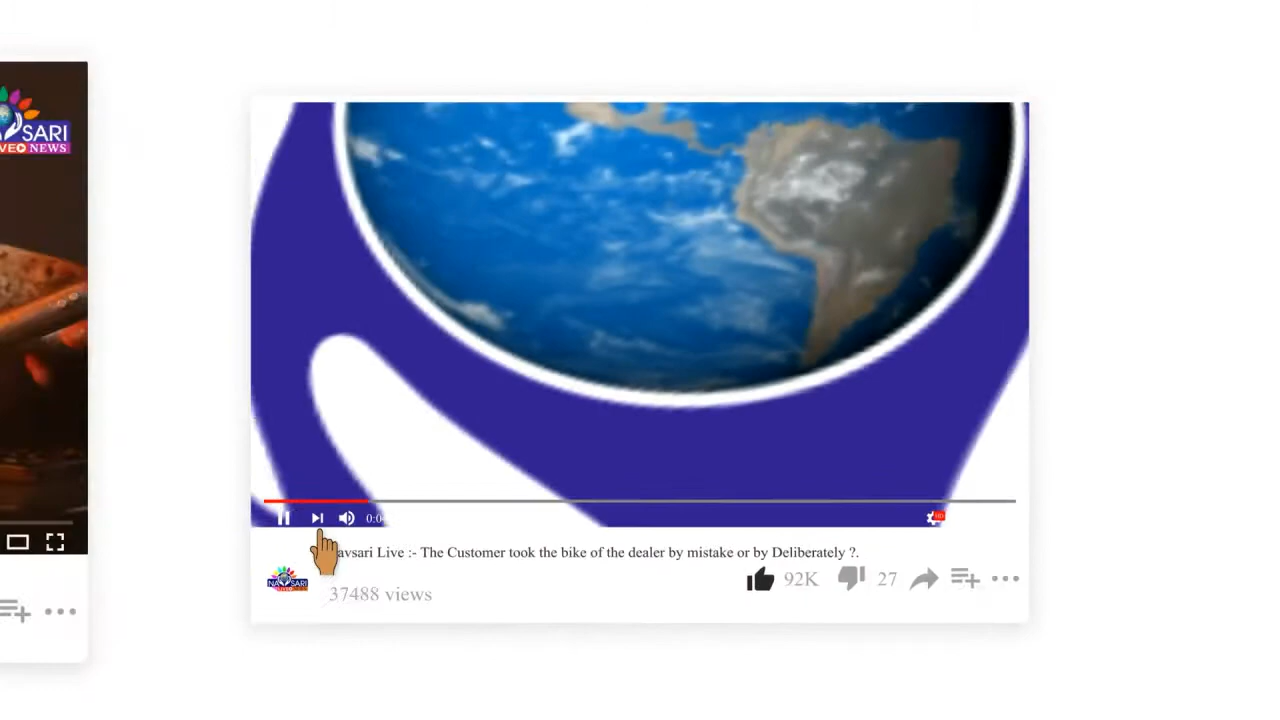 SARI
NEWS
0:0
avsari Live :- The Customer took the bike of the dealer by mistake or by Deliberately ?.
92K
27
37488 views